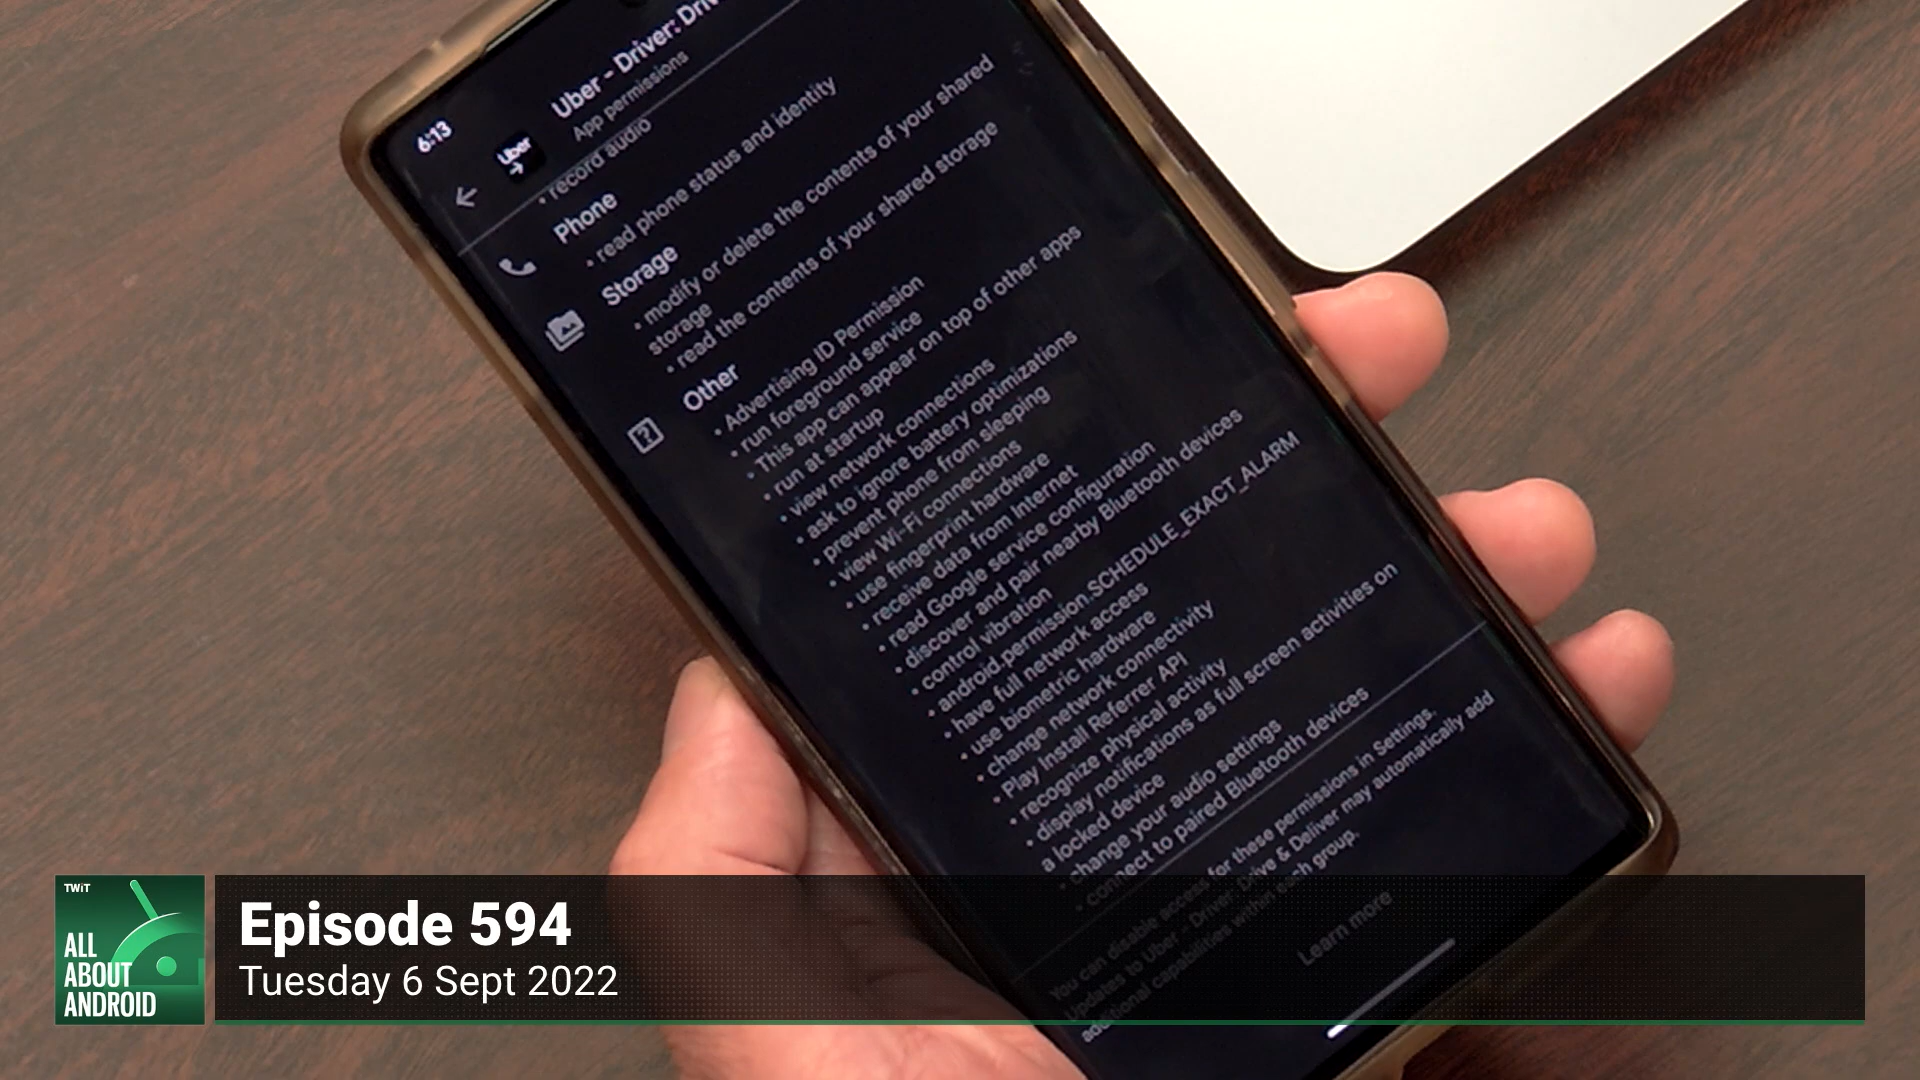 6:13
Uber - Driver: Driv
App permissions
Uber
• record audio
Phone
• read phone status and identity
Storage
• modify or delete the contents of your shared
storage
• read the contents of your shared storage
Other
• Advertising ID Permission
• run foreground service
• This app can appear on top of other apps
• run at startup
• view network connections
• ask to ignore battery optimizations
• prevent phone from sleeping
• view Wi-Fi connections
• use fingerprint hardware
• receive data from Internet
• read Google service configuration
• discover and pair nearby Bluetooth devices
• control vibration
• android.permission.SCHEDULE_EXACT_ALARM
• have full network access
• use biometric hardware
• change network connectivity
• Play Install Referrer API
• recognize physical activity
• display notifications as full screen activities on
a locked device
• change your audio settings
• connect to paired Bluetooth devices
You can disable access for these permissions in Settings.
Updates to Uber - Driver: Drive & Deliver may automatically add
additional capabilities within each group.
Learn more
TWiT
ALL
ABOUT
ANDROID
Episode 594
Tuesday 6 Sept 2022